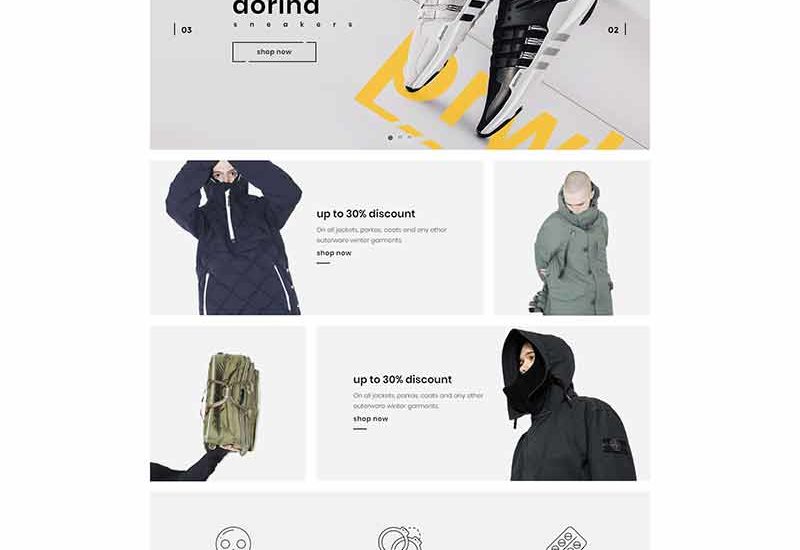 dorina
sneakers
03
02
shop now
up to 30% discount
On all jackets, parkas, coats and any other
outerware winter garments
shop now
up to 30% discount
On all jackets, parkas, coats and any other
outerware winter garments.
shop now